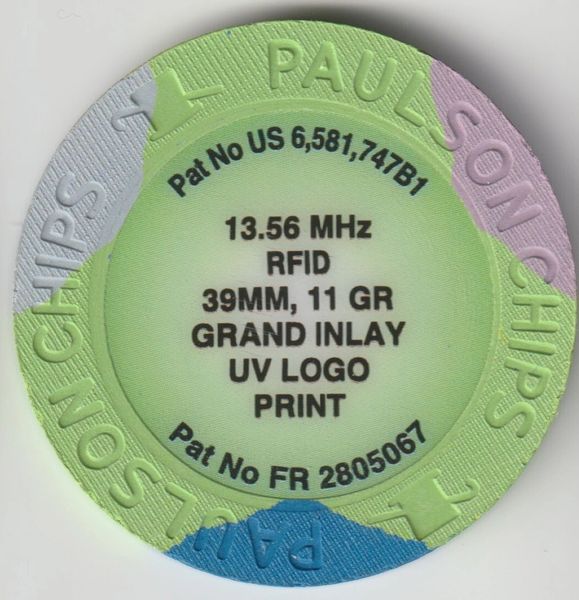 PAULSON CHIPS
PAULSON CHIPS
Pat No US 6,581,747B1
13.56 MHz
RFID
39MM, 11 GR
GRAND INLAY
UV LOGO
PRINT
Pat No FR 2805067